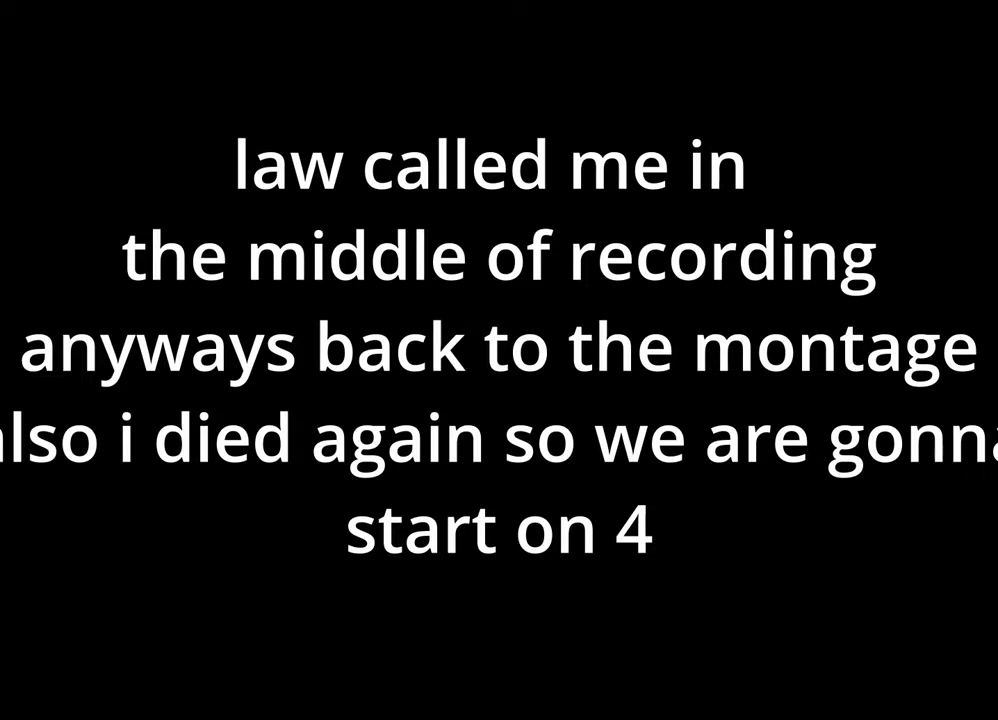 law called me in
the middle of recording
anyways back to the montage
also i died again so we are gonna
start on 4